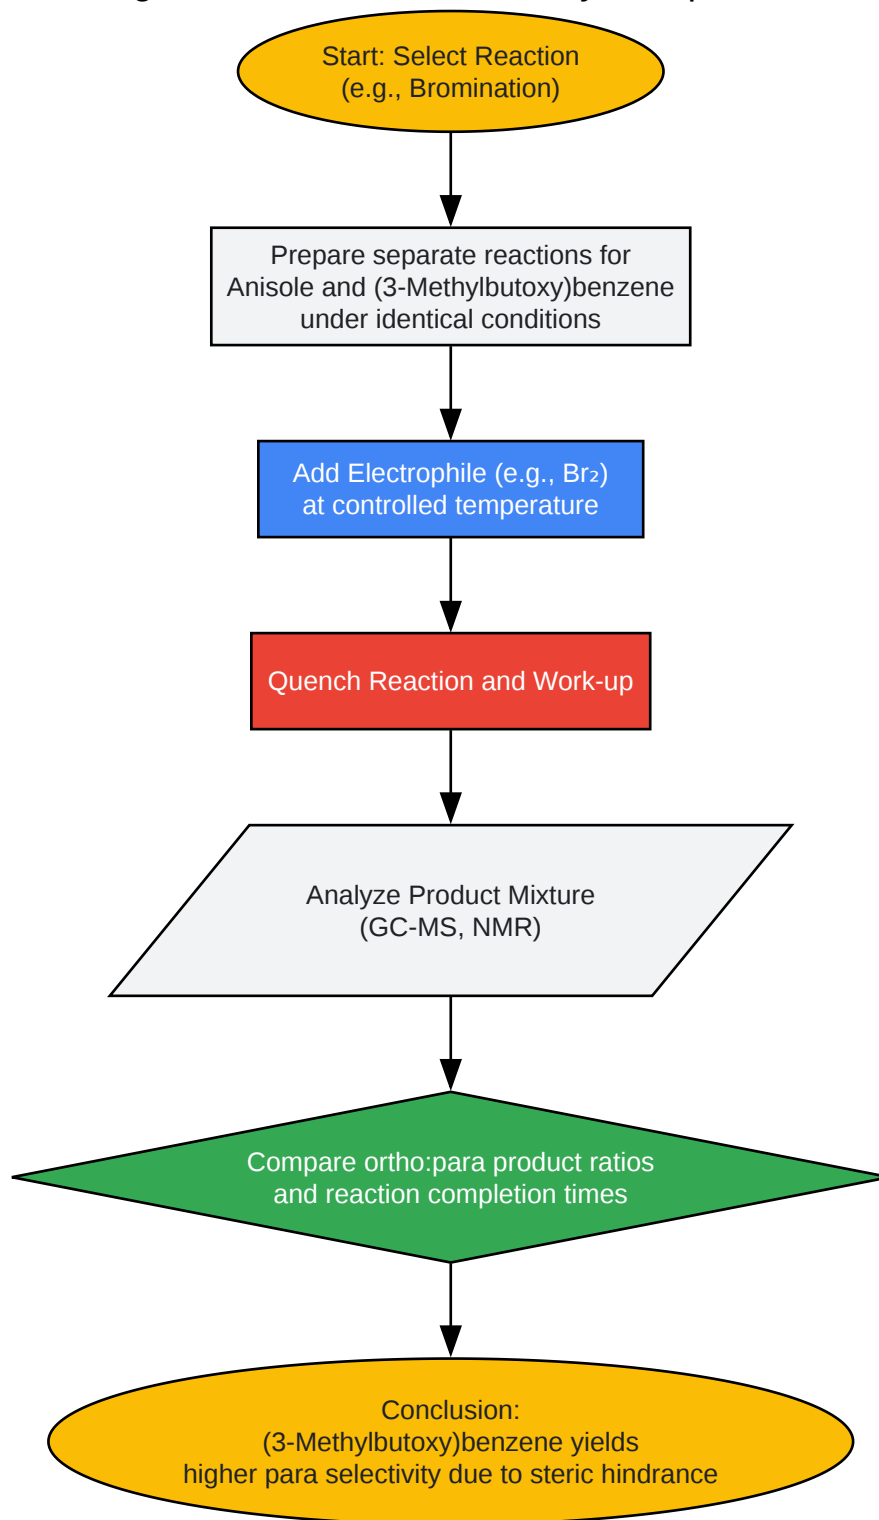 Start: Select Reaction
(e.g., Bromination)
Prepare separate reactions for
Anisole and (3-Methylbutoxy)benzene
under identical conditions
Add Electrophile (e.g., Br₂)
at controlled temperature
Quench Reaction and Work-up
Analyze Product Mixture
(GC-MS, NMR)
Compare ortho:para product ratios
and reaction completion times
Conclusion:
(3-Methylbutoxy)benzene yields
higher para selectivity due to steric hindrance